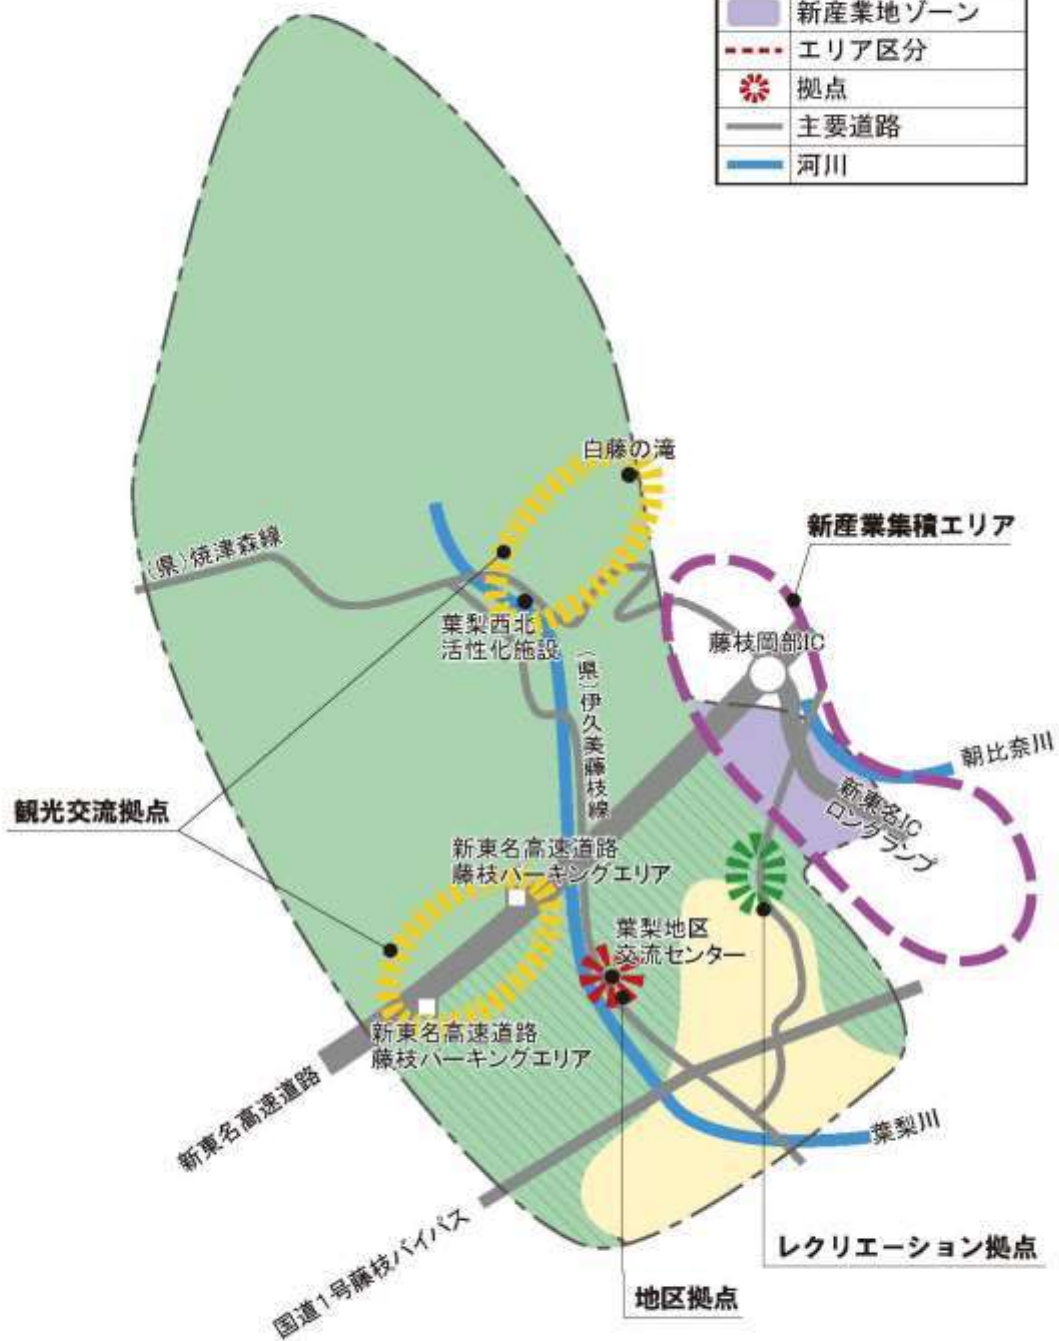 新産業地ゾーン
エリア区分
拠点
主要道路
河川
白藤の滝
新産業集積エリア
(県)焼津森線
藤枝岡部IC
葉梨西北
活性化施設
(県)伊久美藤枝線
朝比奈川
観光交流拠点
新東名IC
ロングランプ
新東名高速道路
藤枝パーキングエリア
葉梨地区
交流センター
新東名高速道路
藤枝パーキングエリア
新東名高速道路
葉梨川
国道1号藤枝バイパス
レクリエーション拠点
地区拠点